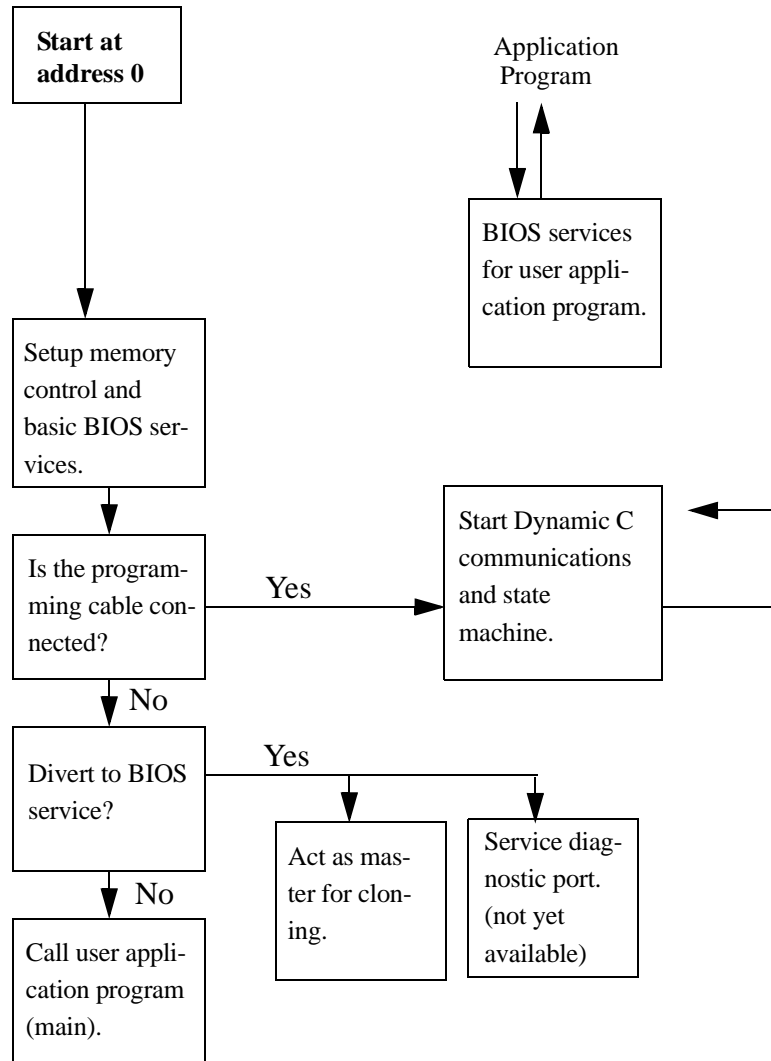 Start at
address 0
Application
Program
BIOS services
for user appli-
cation program.
Setup memory
control and
basic BIOS ser-
vices.
Is the program-
ming cable con-
nected?
Yes
Start Dynamic C
communications
and state
machine.
No
Divert to BIOS
service?
Yes
Act as mas-
ter for clon-
ing.
Service diag-
nostic port.
(not yet
available)
No
Call user appli-
cation program
(main).